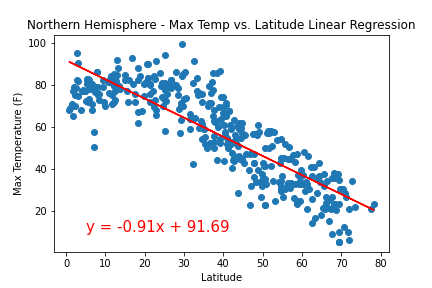 Northern Hemisphere - Max Temp vs. Latitude Linear Regression
100
80
60
40
20
Max Temperature (F)
y = -0.91x + 91.69
0 10 20 30 40 50 60 70 80
Latitude